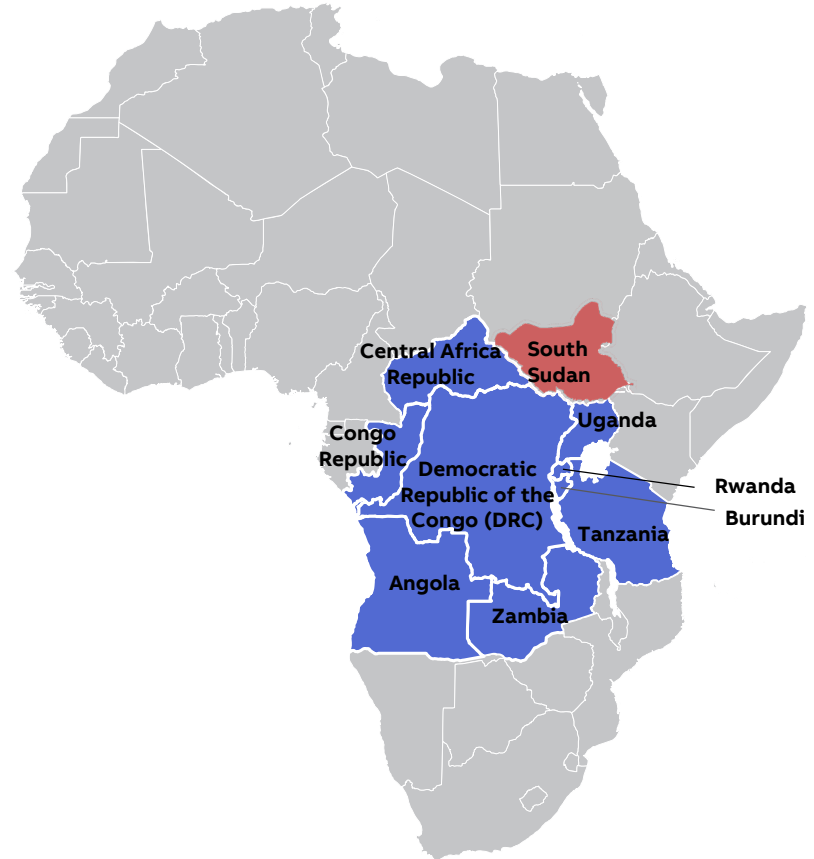 Central Africa
Republic
South
Sudan
Uganda
Congo
Republic
Democratic
Republic of the
Congo (DRC)
Rwanda
Burundi
Tanzania
Angola
Zambia